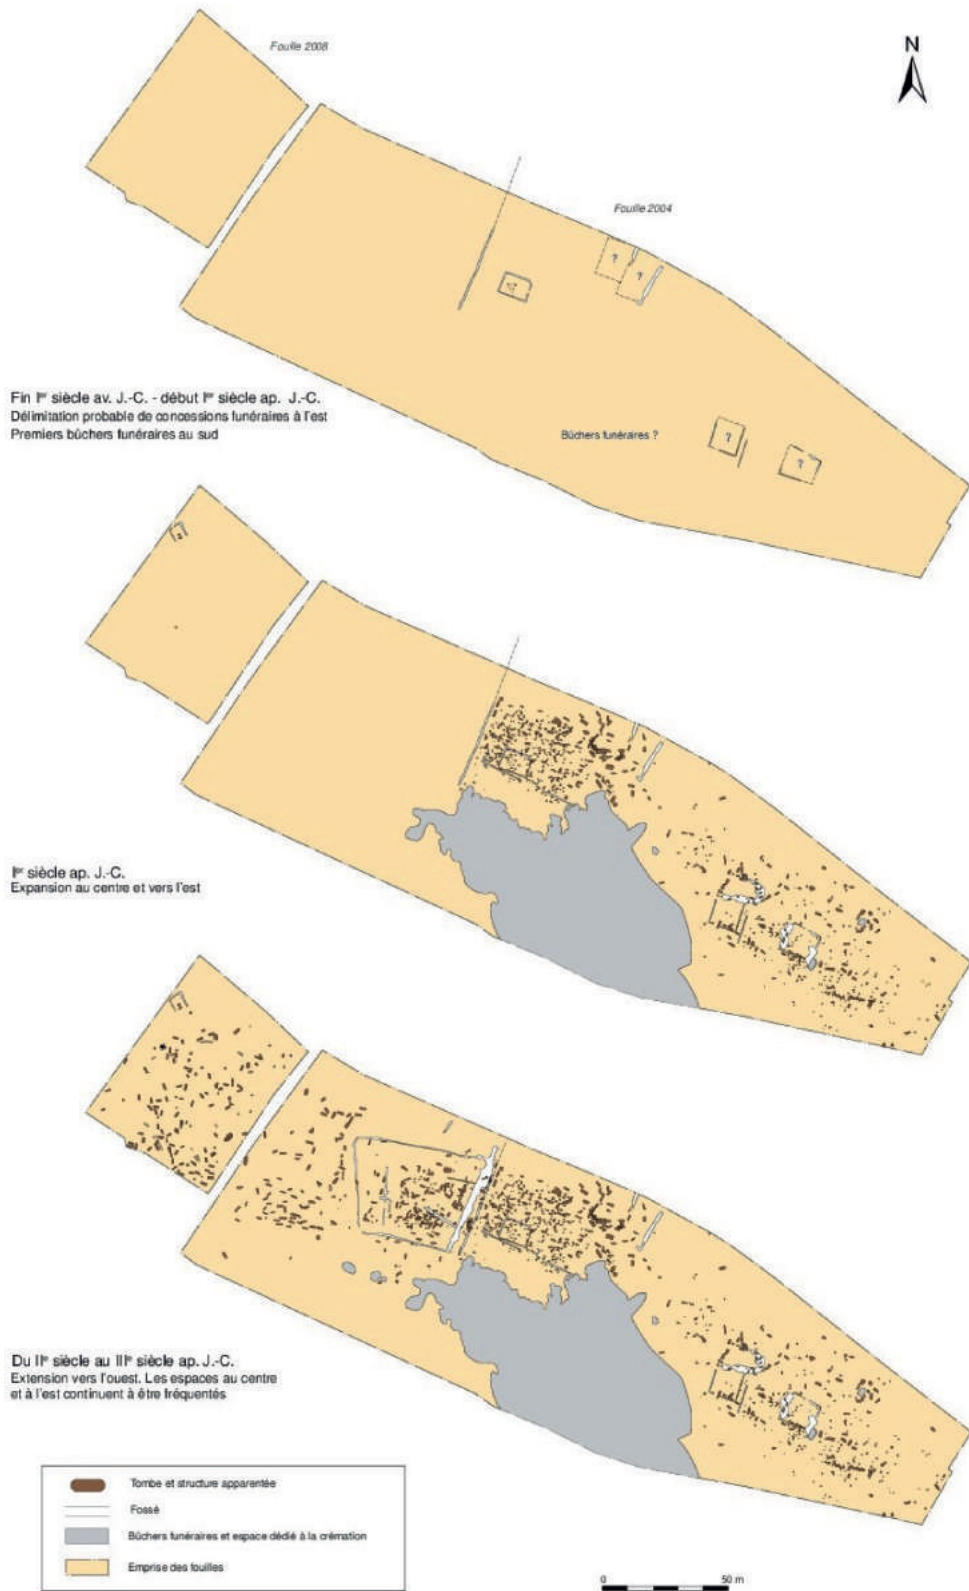 Fouille 2008
N
Fouille 2004
?
?
Fin Iᵉʳ siècle av. J.-C. - début Iᵉʳ siècle ap. J.-C.
Délimitation probable de concessions funéraires à l'est
Premiers bûchers funéraires au sud
Bûchers funéraires ?
?
?
Iᵉʳ siècle ap. J.-C.
Expansion au centre et vers l'est
Du IIᵉ siècle au IIIᵉ siècle ap. J.-C.
Extension vers l'ouest. Les espaces au centre
et à l'est continuent à être fréquentés
Tombe et structure apparentée
Fossé
Bûchers funéraires et espace dédié à la crémation
Emprise des fouilles
0 50 m